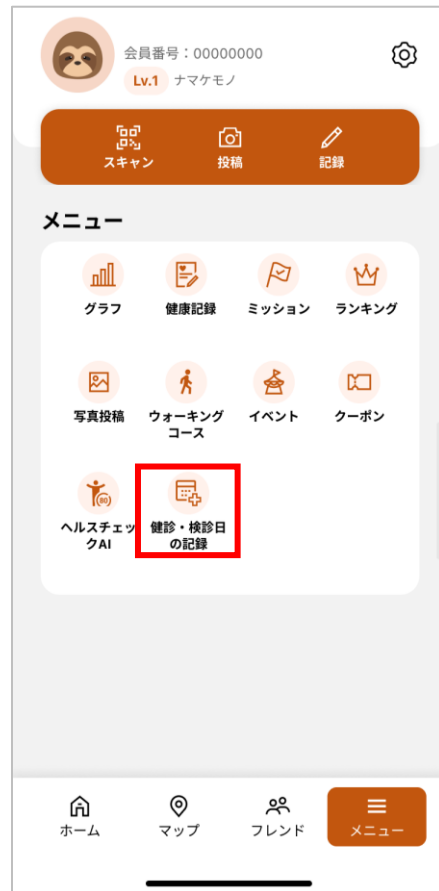 会員番号：00000000
Lv.1 ナマケモノ
スキャン 投稿 記録
メニュー
グラフ 健康記録 ミッション ランキング
写真投稿 ウォーキング イベント クーポン
コース
ヘルスチェッ 健診・検診日
クAI の記録
80
ホーム マップ フレンド メニュー